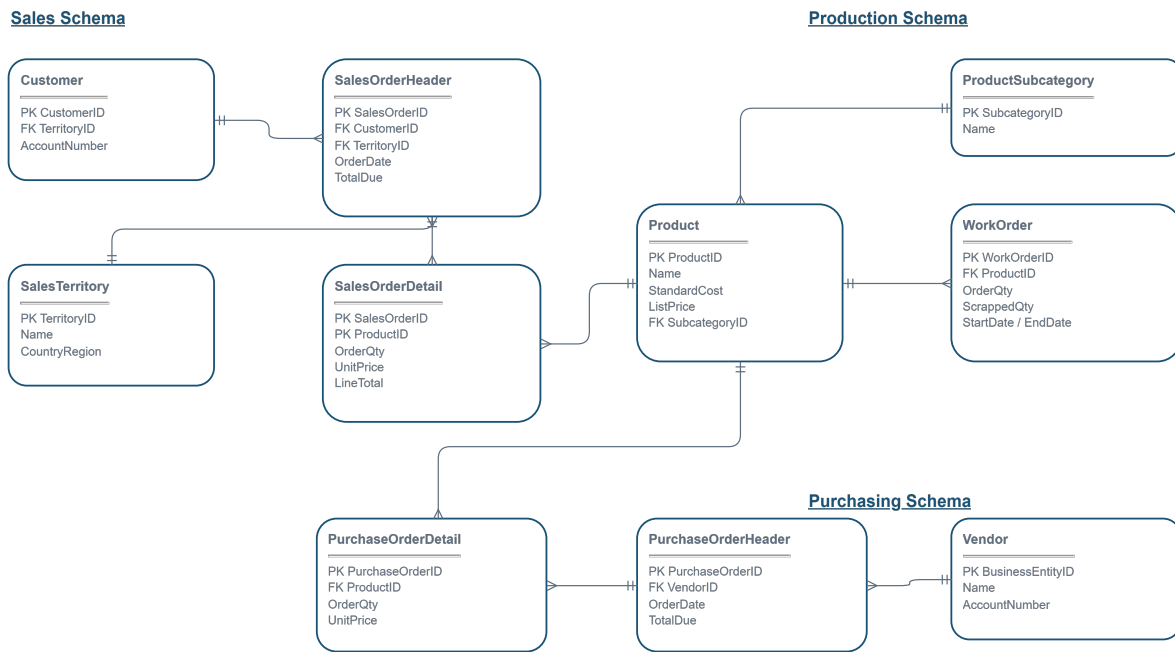 Sales Schema
Production Schema
Customer
PK CustomerID
FK TerritoryID
AccountNumber
SalesOrderHeader
PK SalesOrderID
FK CustomerID
FK TerritoryID
OrderDate
TotalDue
ProductSubcategory
PK SubcategoryID
Name
SalesTerritory
PK TerritoryID
Name
CountryRegion
SalesOrderDetail
PK SalesOrderID
PK ProductID
OrderQty
UnitPrice
LineTotal
Product
PK ProductID
Name
StandardCost
ListPrice
FK SubcategoryID
WorkOrder
PK WorkOrderID
FK ProductID
OrderQty
ScrappedQty
StartDate / EndDate
Purchasing Schema
PurchaseOrderDetail
PK PurchaseOrderID
FK ProductID
OrderQty
UnitPrice
PurchaseOrderHeader
PK PurchaseOrderID
FK VendorID
OrderDate
TotalDue
Vendor
PK BusinessEntityID
Name
AccountNumber